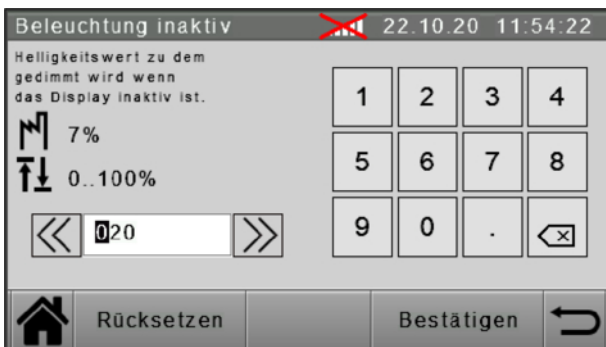 Beleuchtung inaktiv 22.10.20 11:54:22
Helligkeitswert zu dem
gedimmt wird wenn
das Display inaktiv ist.
7%
0..100%
020
1 2 3 4
5 6 7 8
9 0 .
Rücksetzen Bestätigen